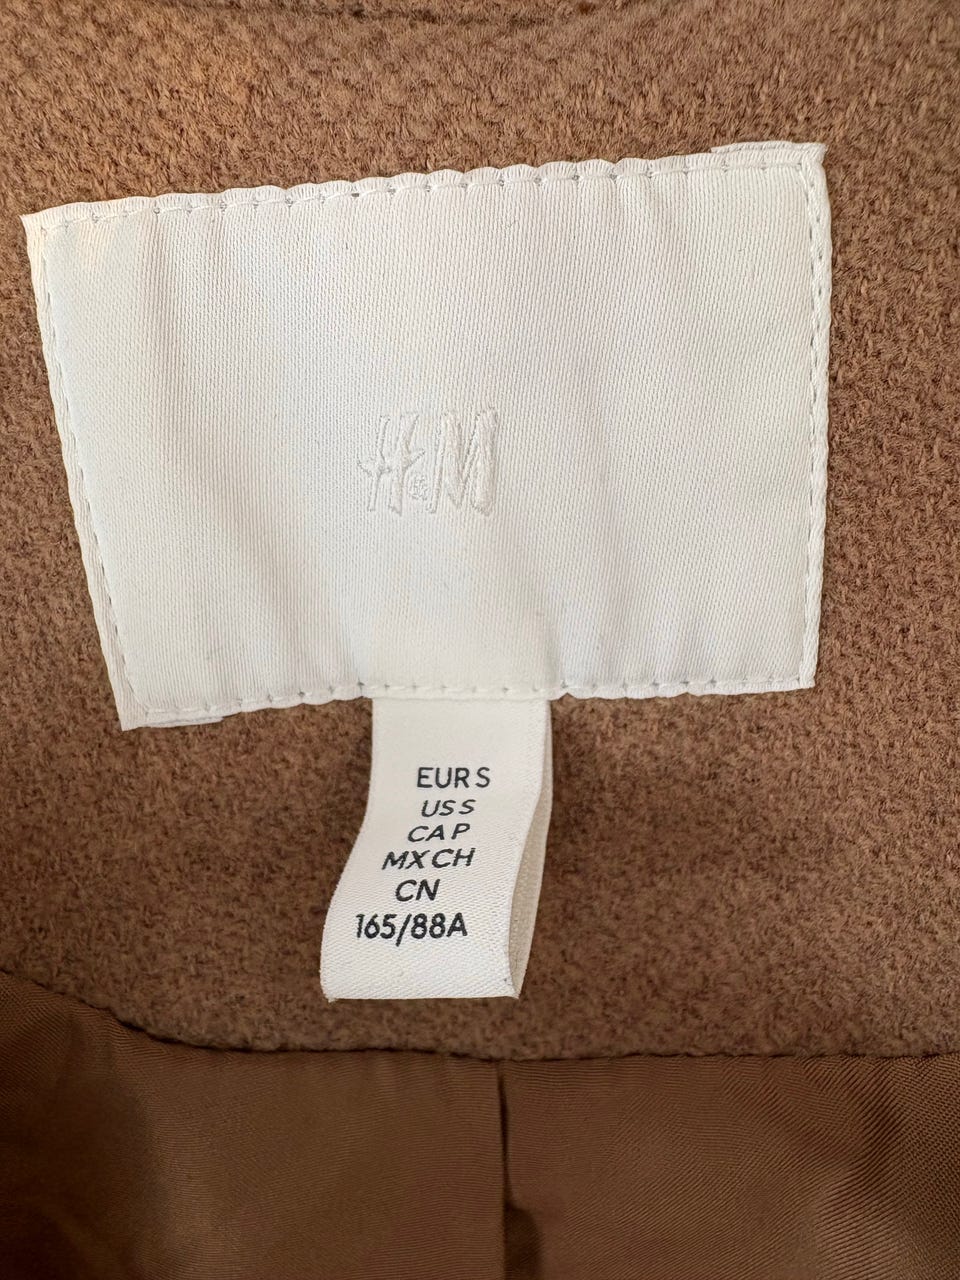 H&M
EUR S
US S
CA P
MX CH
CN
165/88A